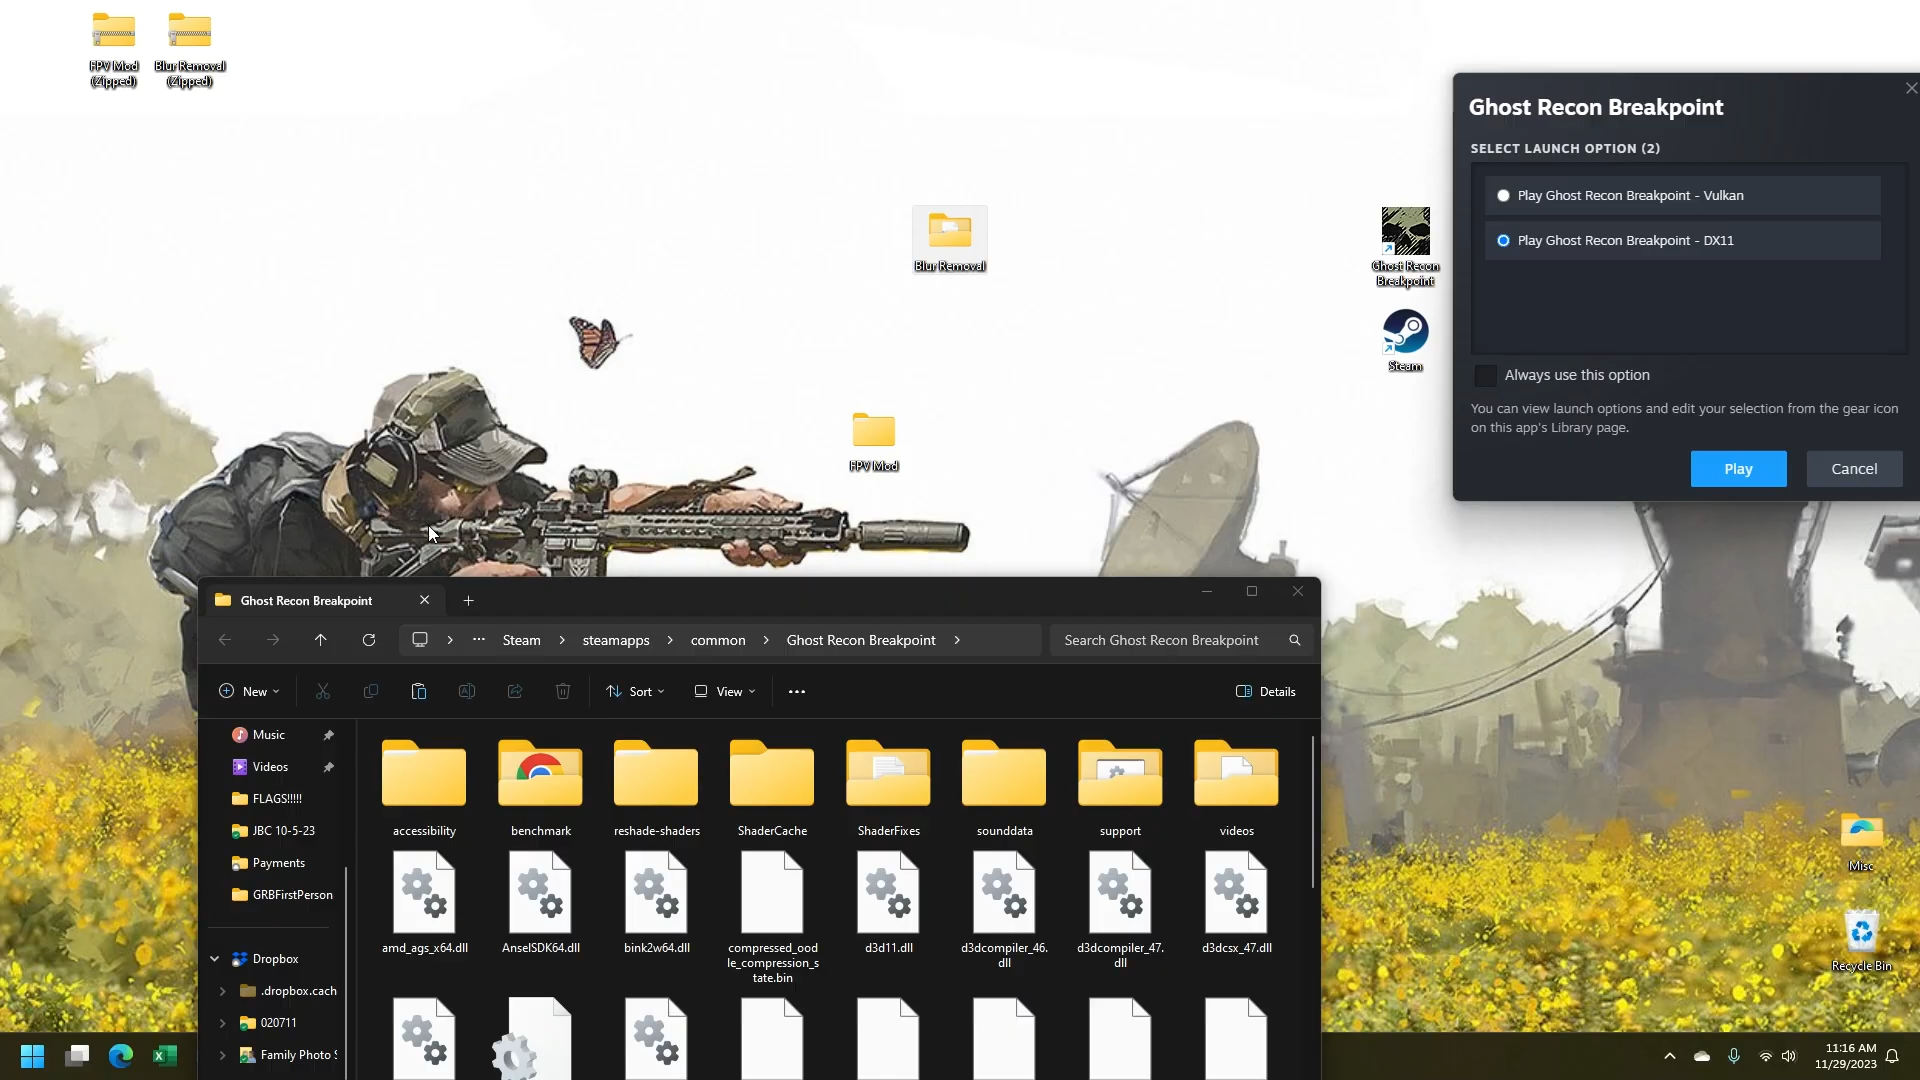 FPV Mod
(Zipped)
Blur Removal
(Zipped)
Blur Removal
FPV Mod
Ghost Recon
Breakpoint
Steam
Ghost Recon Breakpoint
SELECT LAUNCH OPTION (2)
Play Ghost Recon Breakpoint - Vulkan
Play Ghost Recon Breakpoint - DX11
Always use this option
You can view launch options and edit your selection from the gear icon
on this app's Library page.
Play
Cancel
Ghost Recon Breakpoint
Steam
steamapps
common
Ghost Recon Breakpoint
Search Ghost Recon Breakpoint
New
Sort
View
Details
Music
Videos
FLAGS!!!!!
JBC 10-5-23
Payments
GRBFirstPerson
Dropbox
.dropbox.cach
020711
Family Photo S
accessibility
benchmark
reshade-shaders
ShaderCache
ShaderFixes
sounddata
support
videos
amd_ags_x64.dll
AnselSDK64.dll
bink2w64.dll
compressed_ood
le_compression_s
tate.bin
d3d11.dll
d3dcompiler_46.
dll
d3dcompiler_47.
dll
d3dcsx_47.dll
Misc
Recycle Bin
11:16 AM
11/29/2023